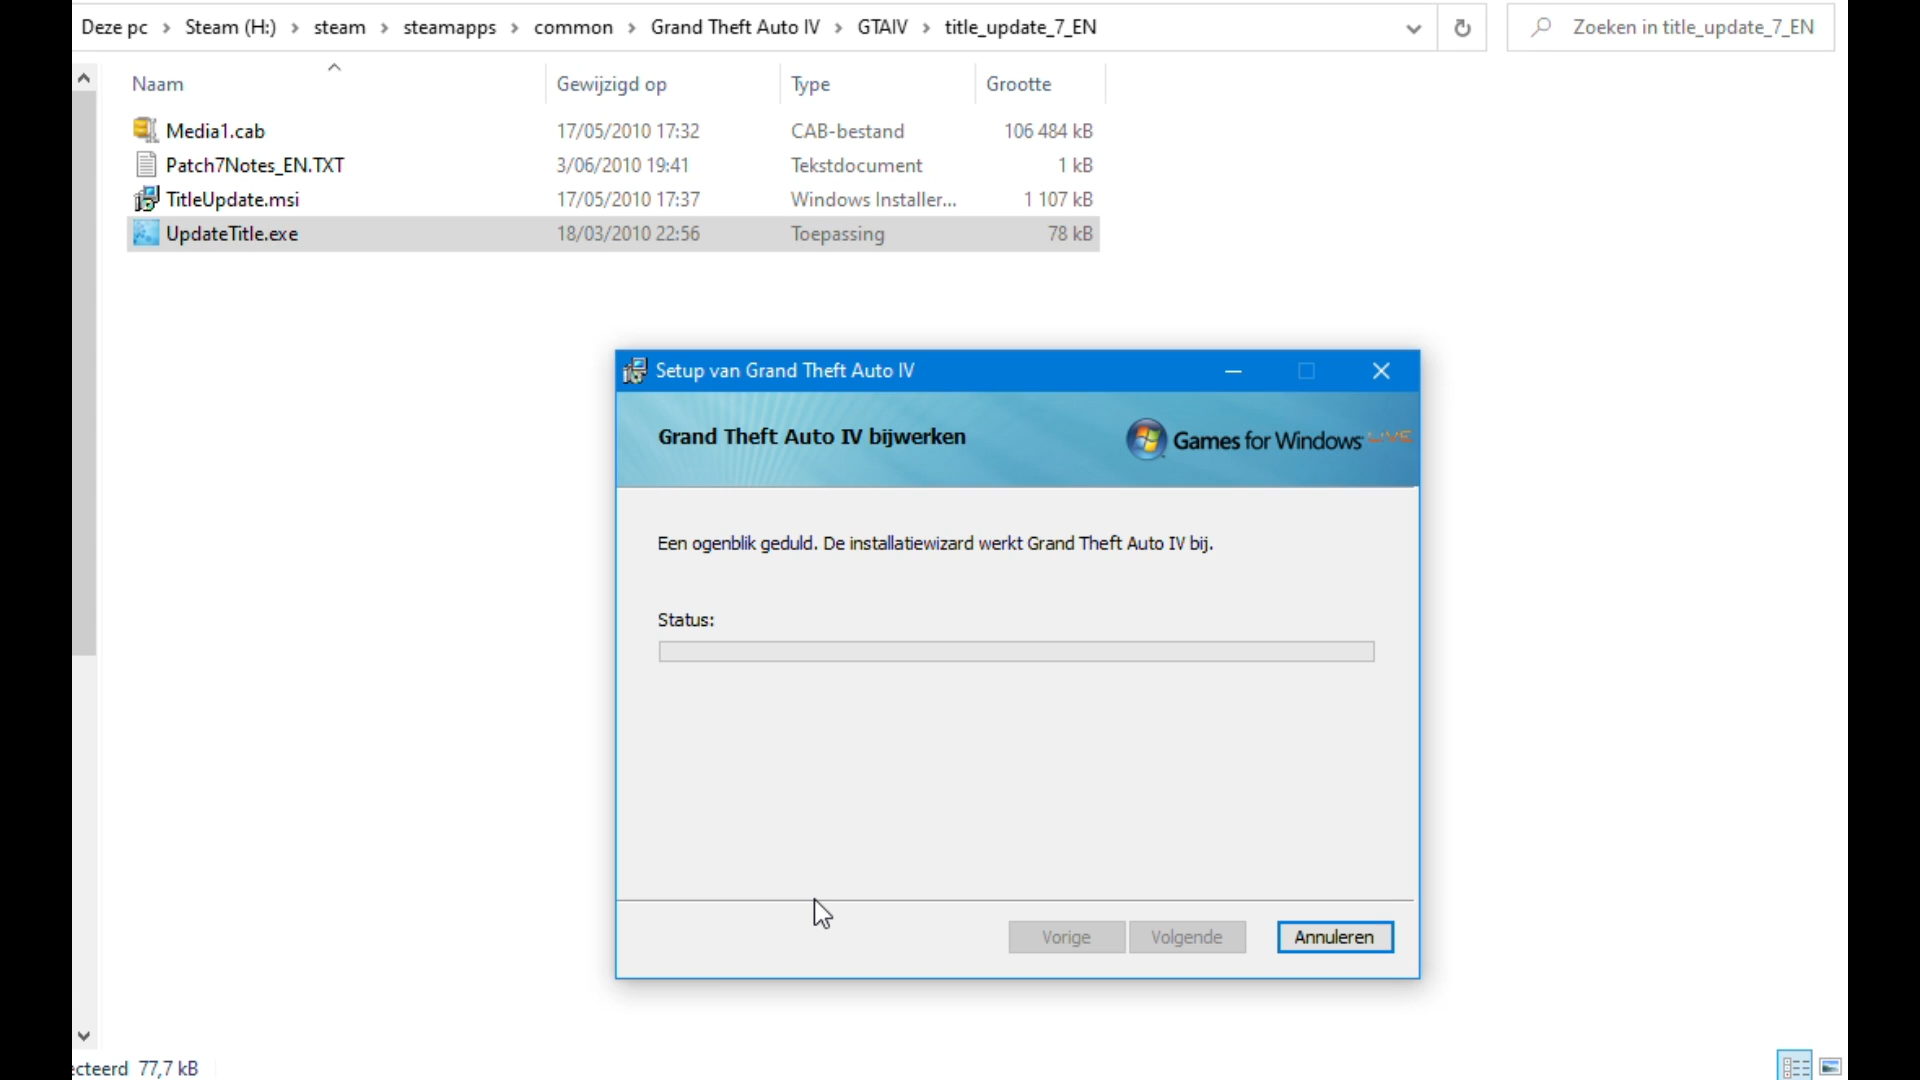 Deze pc > Steam (H:) > steam > steamapps > common > Grand Theft Auto IV > GTAIV > title_update_7_EN
Zoeken in title_update_7_EN
Naam Gewijzigd op Type Grootte
Media1.cab 17/05/2010 17:32 CAB-bestand 106 484 kB
Patch7Notes_EN.TXT 3/06/2010 19:41 Tekstdocument 1 kB
TitleUpdate.msi 17/05/2010 17:37 Windows Installer... 1 107 kB
UpdateTitle.exe 18/03/2010 22:56 Toepassing 78 kB
Setup van Grand Theft Auto IV
Grand Theft Auto IV bijwerken
Games for Windows LIVE
Een ogenblik geduld. De installatiewizard werkt Grand Theft Auto IV bij.
Status:
Vorige Volgende Annuleren
ecteerd 77,7 kB